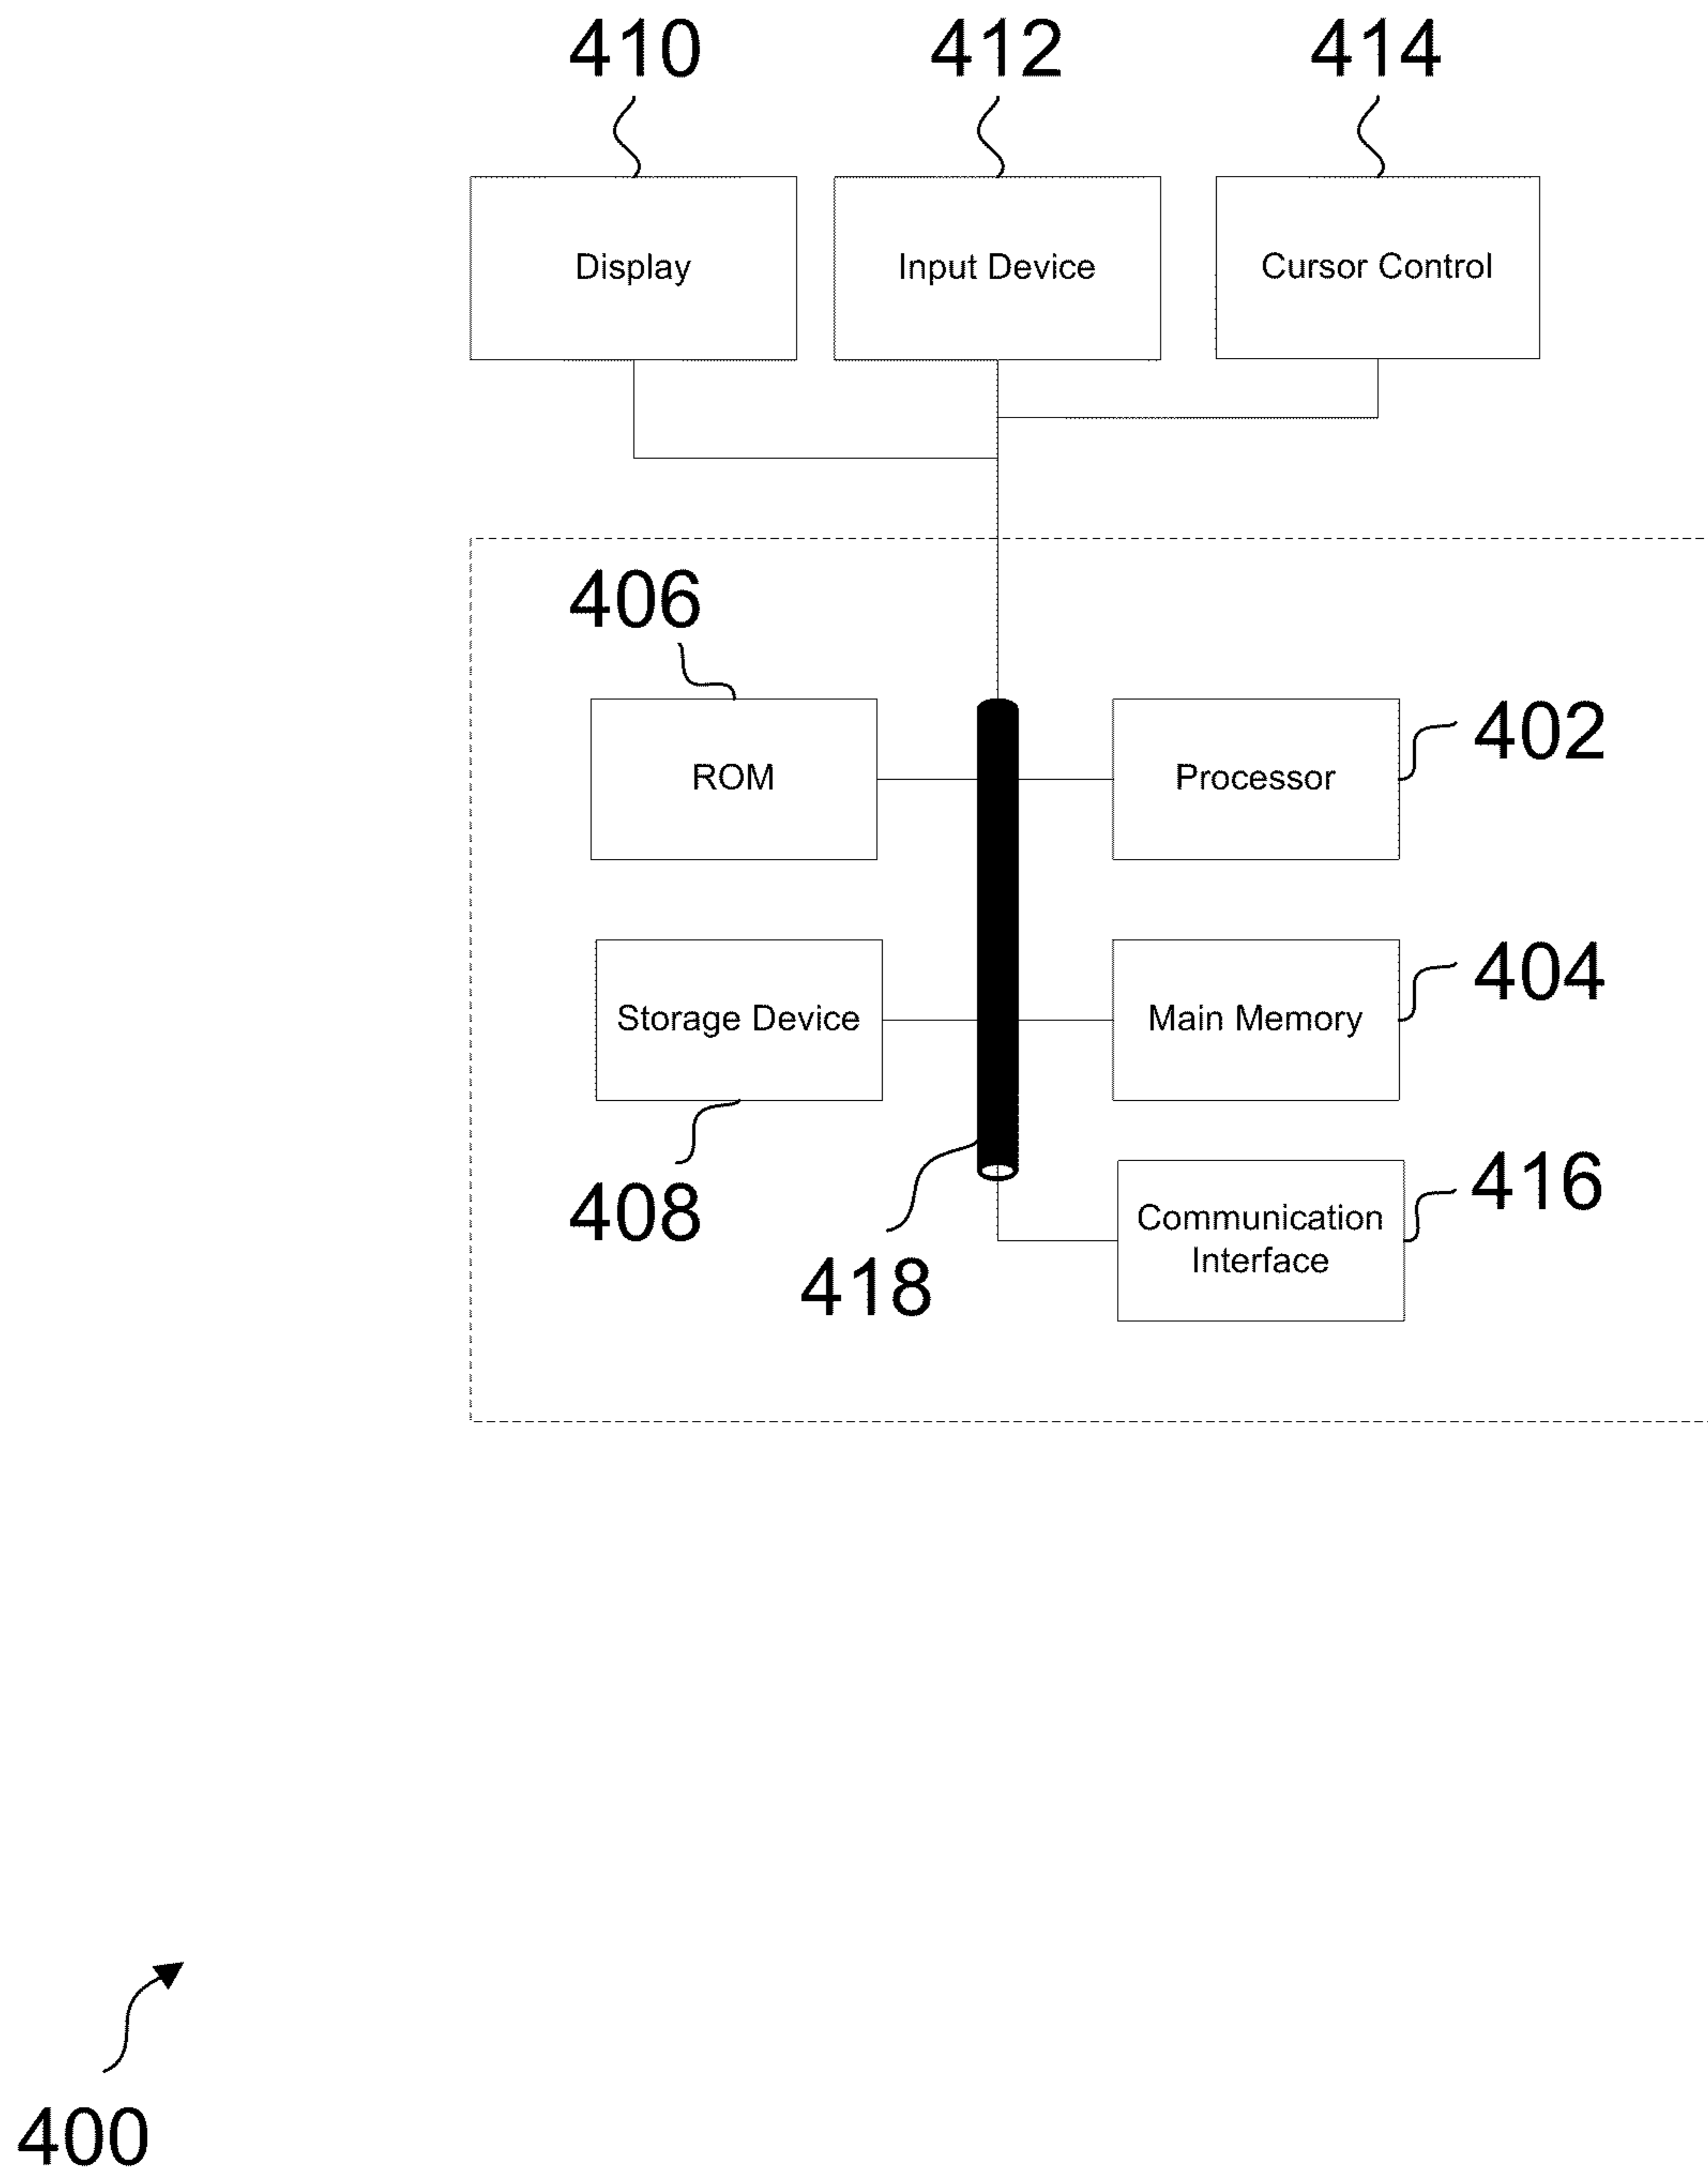 410
412
414
Display
Input Device
Cursor Control
406
402
ROM
Processor
404
Storage Device
Main Memory
408
416
Communication
Interface
418
400